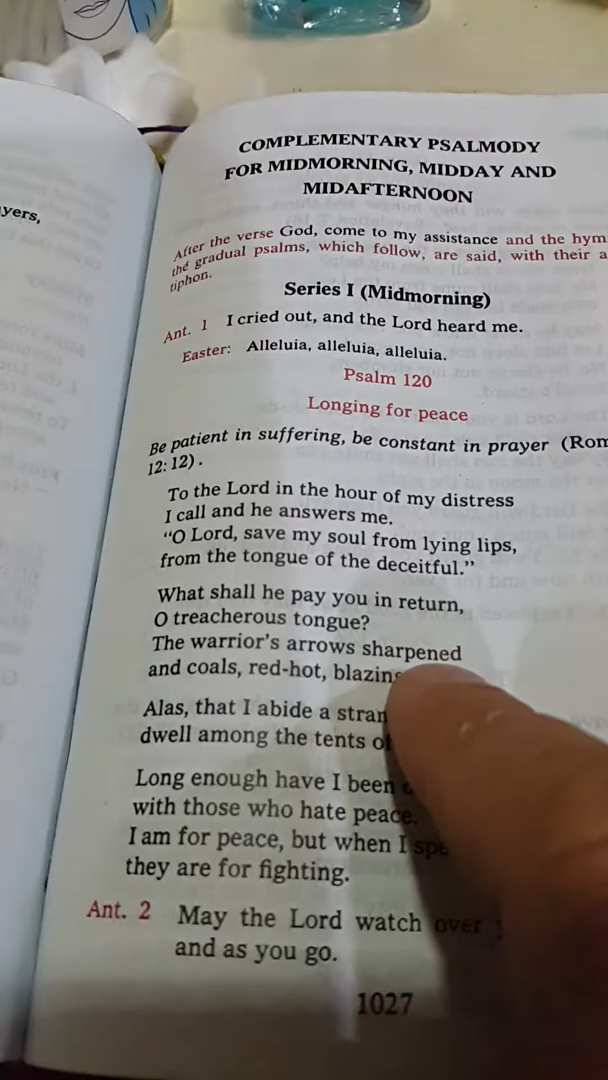 yers,
COMPLEMENTARY PSALMODY
FOR MIDMORNING, MIDDAY AND
MIDAFTERNOON
After the verse God, come to my assistance and the hym
the gradual psalms, which follow, are said, with their a
tiphon.
Series I (Midmorning)
Ant. 1 I cried out, and the Lord heard me.
Easter: Alleluia, alleluia, alleluia.
Psalm 120
Longing for peace
Be patient in suffering, be constant in prayer (Rom
12:12).
To the Lord in the hour of my distress
I call and he answers me.
“O Lord, save my soul from lying lips,
from the tongue of the deceitful.”
What shall he pay you in return,
O treacherous tongue?
The warrior’s arrows sharpened
and coals, red-hot, blazing
Alas, that I abide a stran
dwell among the tents of
Long enough have I been
with those who hate peace.
I am for peace, but when I spe
they are for fighting.
Ant. 2 May the Lord watch over
and as you go.
1027